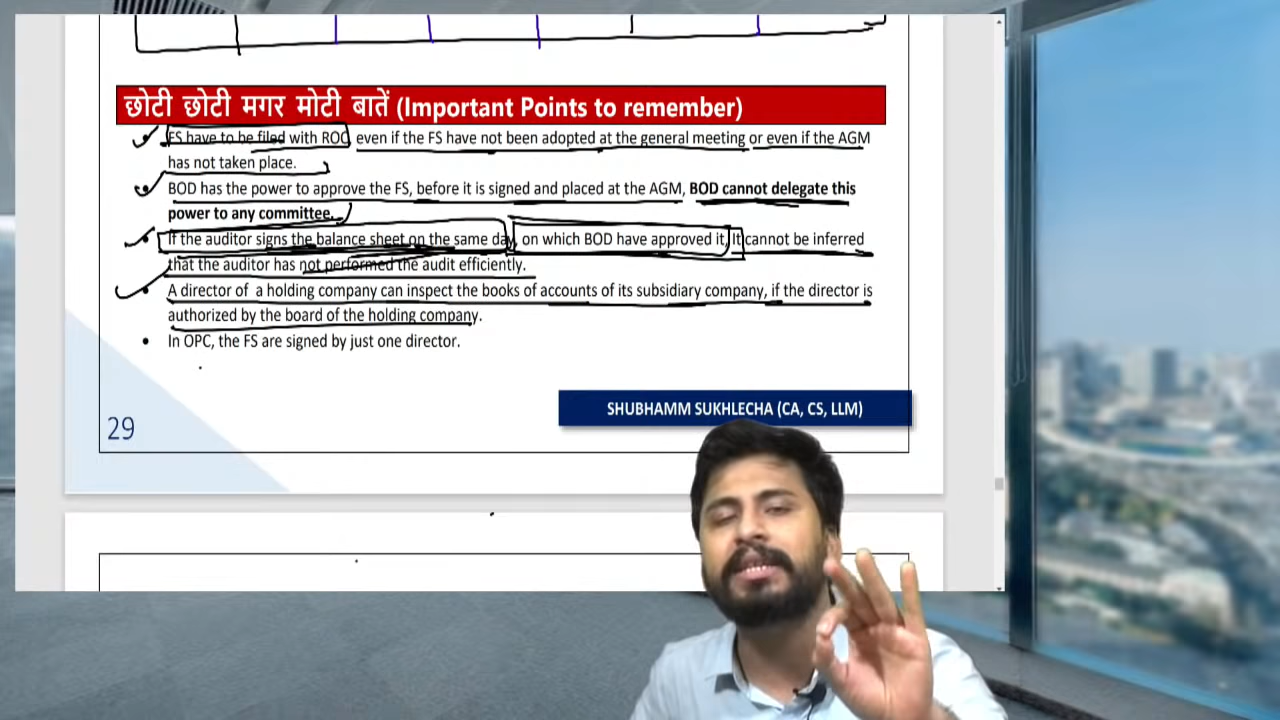 छोटी छोटी मगर मोटी बातें (Important Points to remember)
FS have to be filed with ROC, even if the FS have not been adopted at the general meeting or even if the AGM
has not taken place.
BOD has the power to approve the FS, before it is signed and placed at the AGM, BOD cannot delegate this
power to any committee.
If the auditor signs the balance sheet on the same day, on which BOD have approved it, It cannot be inferred
that the auditor has not performed the audit efficiently.
A director of a holding company can inspect the books of accounts of its subsidiary company, if the director is
authorized by the board of the holding company.
In OPC, the FS are signed by just one director.
SHUBHAMM SUKHLECHA (CA, CS, LLM)
29